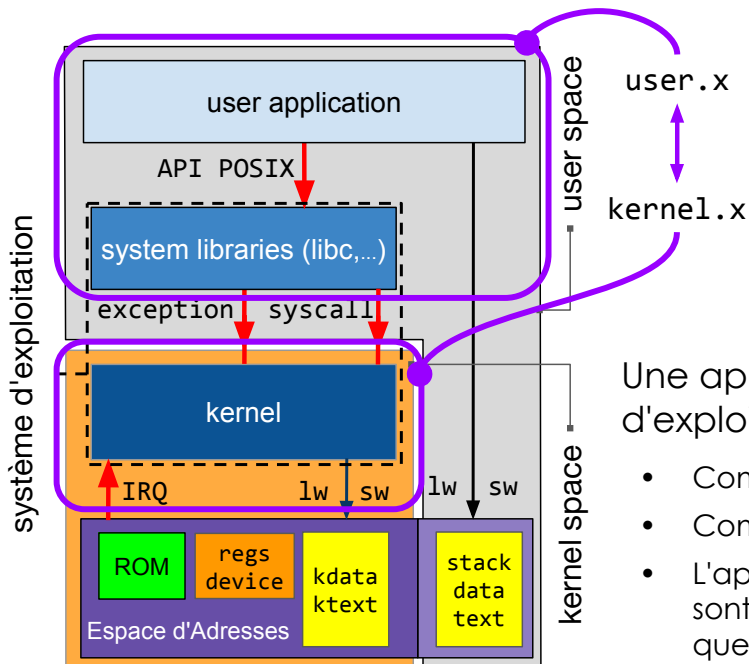 user application
API POSIX
system libraries (libc,...)
exception syscall
kernel
IRQ
lw sw
lw sw
ROM
regs
device
kdata
ktext
stack
data
text
Espace d'Adresses
système d'exploitation
user space
kernel space
user.x
kernel.x
Une ap
d'explo
• Con
• Con
• L'ap
sont
que